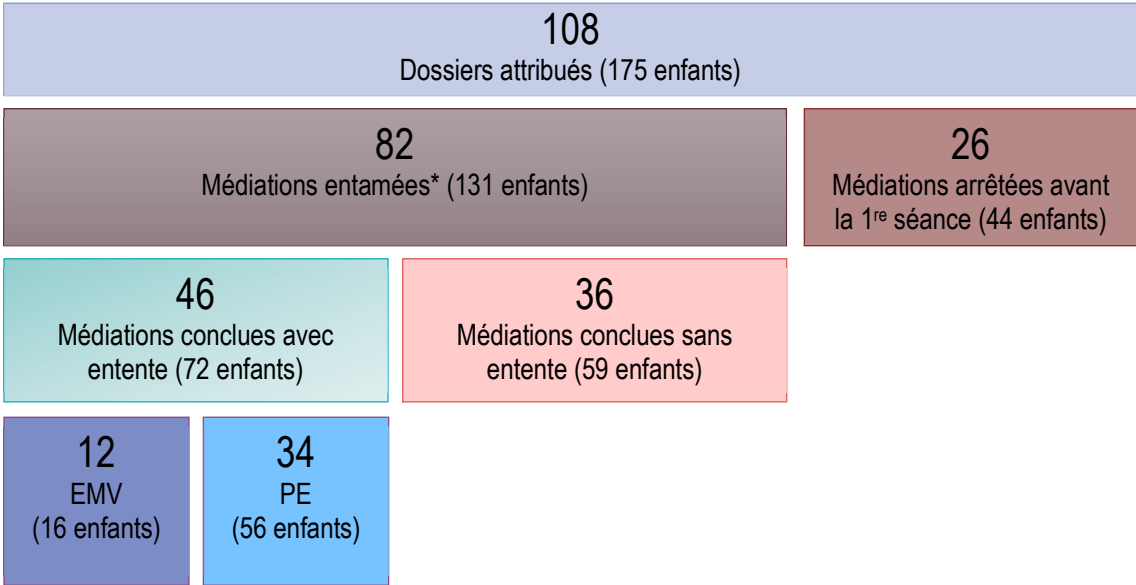 108
Dossiers attribués (175 enfants)
82
Médiations entamées* (131 enfants)
26
Médiations arrêtées avant
la 1re séance (44 enfants)
46
Médiations conclues avec
entente (72 enfants)
36
Médiations conclues sans
entente (59 enfants)
12
EMV
(16 enfants)
34
PE
(56 enfants)